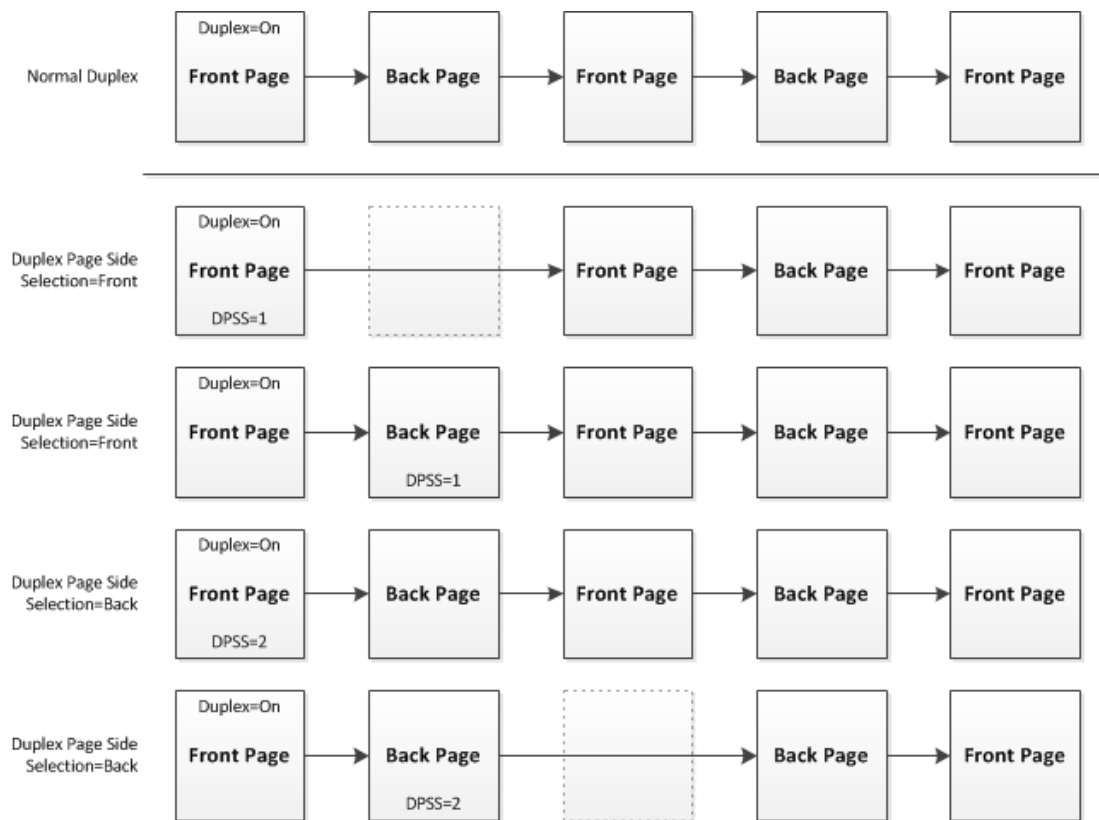 Duplex=On
Normal Duplex
Front Page
Back Page
Front Page
Back Page
Front Page
Duplex=On
Duplex Page Side
Selection=Front
Front Page
Front Page
Back Page
Front Page
DPSS=1
Duplex=On
Duplex Page Side
Selection=Front
Front Page
Back Page
Front Page
Back Page
Front Page
DPSS=1
Duplex=On
Duplex Page Side
Selection=Back
Front Page
Back Page
Front Page
Back Page
Front Page
DPSS=2
Duplex=On
Duplex Page Side
Selection=Back
Front Page
Back Page
Back Page
Front Page
DPSS=2